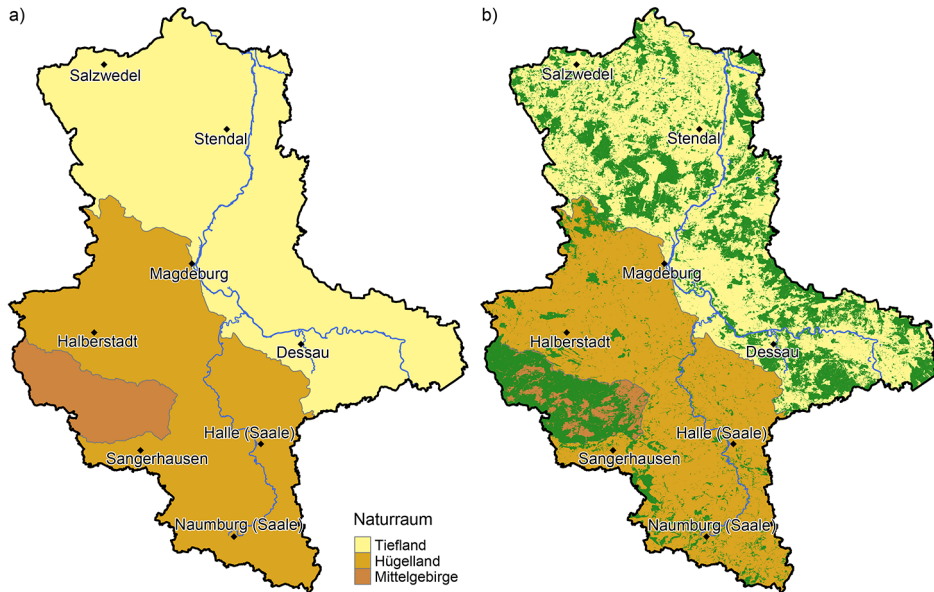 a)
Salzwedel
Stendal
Magdeburg
Halberstadt
Dessau
Halle (Saale)
Sangerhausen
Naumburg (Saale)
Naturraum
Tiefland
Hügelland
Mittelgebirge
b)
Salzwedel
Stendal
Magdeburg
Halberstadt
Dessau
Halle (Saale)
Sangerhausen
Naumburg (Saale)